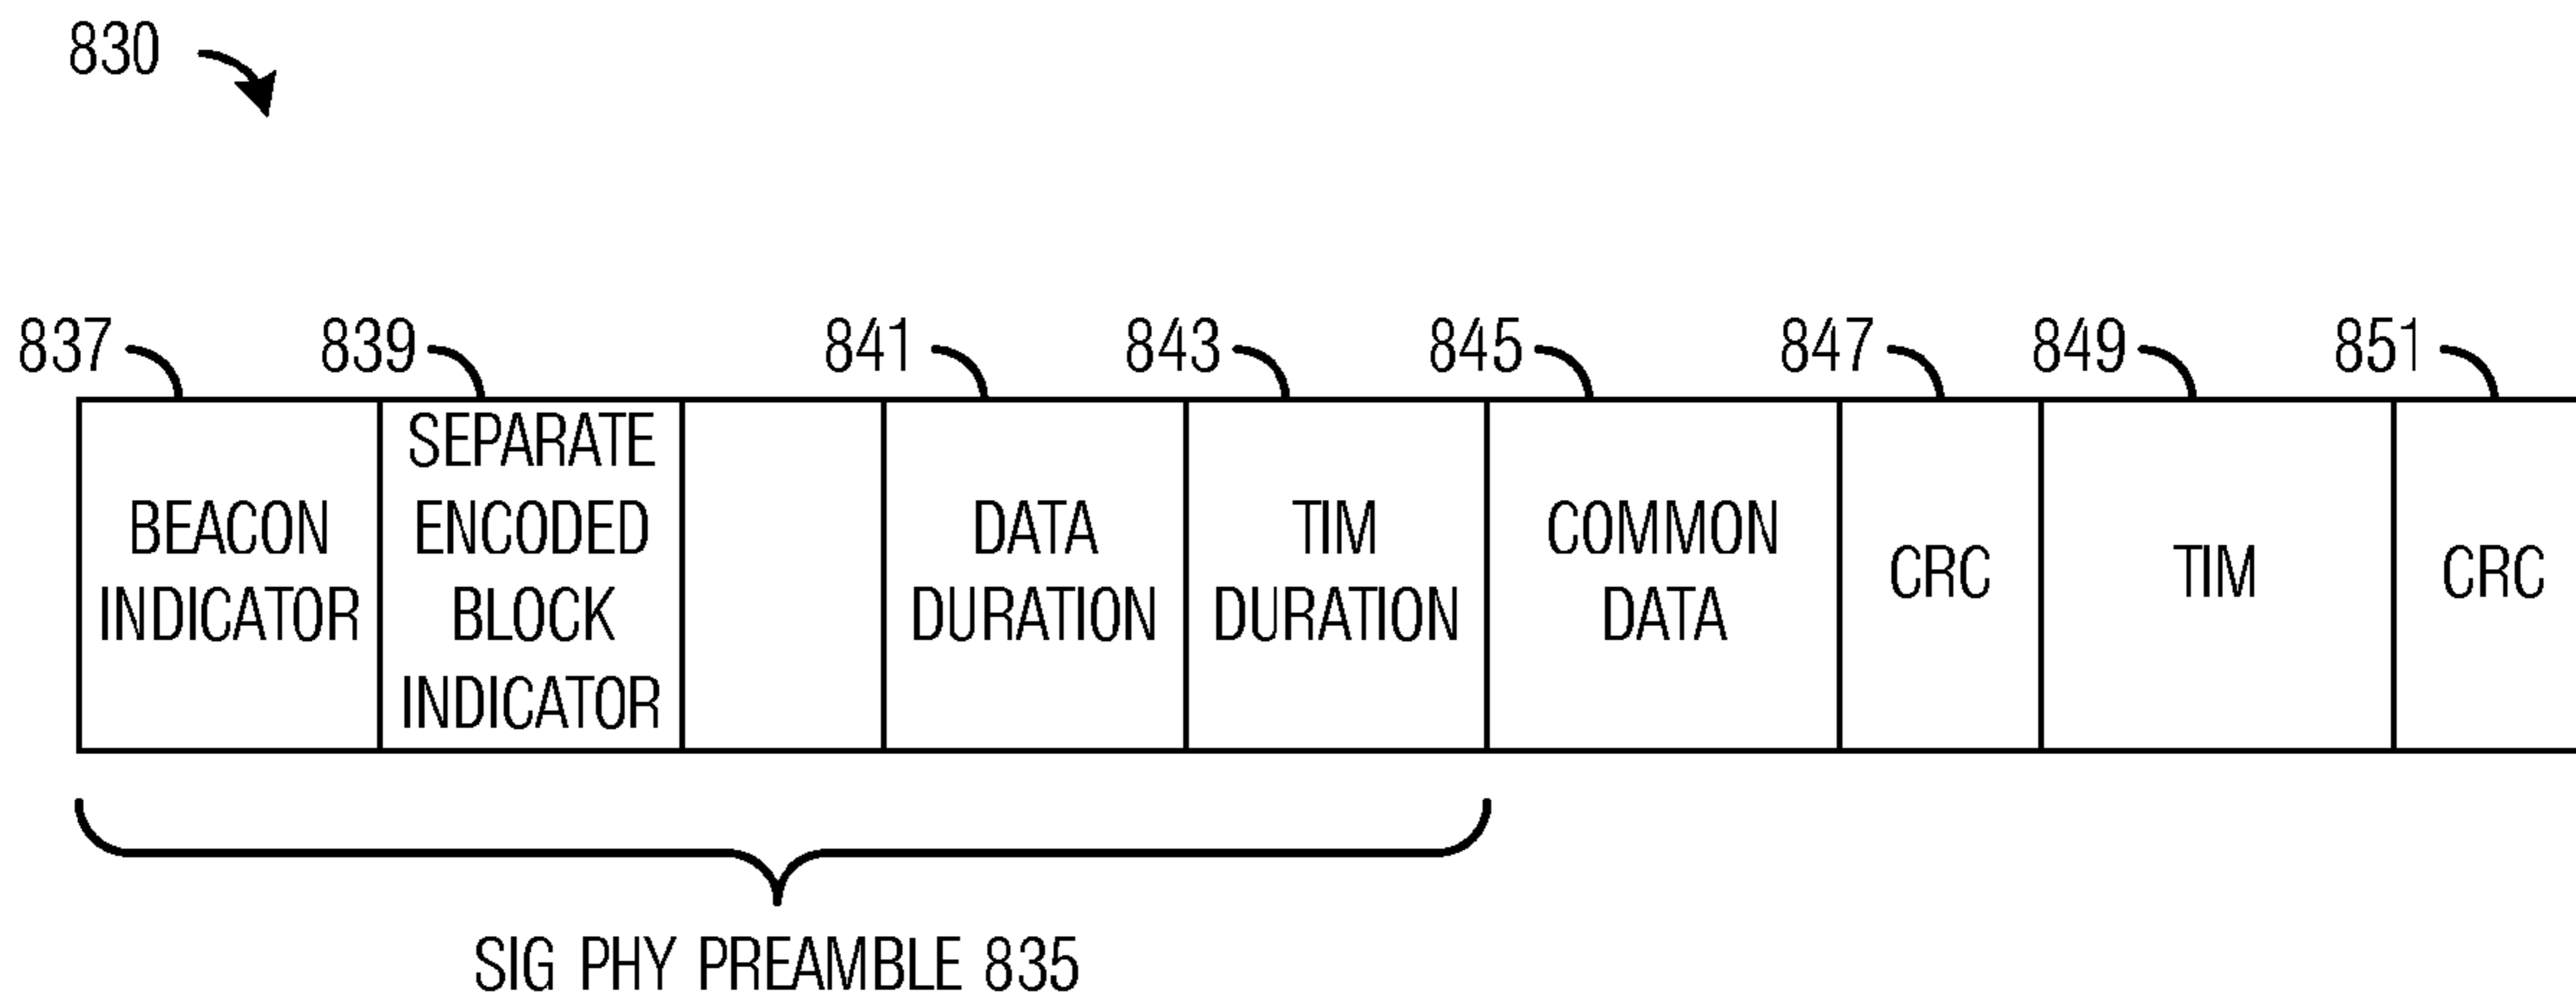 830
837
839
841
843
845
847
849
851
BEACON
INDICATOR
SEPARATE
ENCODED
BLOCK
INDICATOR
DATA
DURATION
TIM
DURATION
COMMON
DATA
CRC
TIM
CRC
SIG PHY PREAMBLE 835